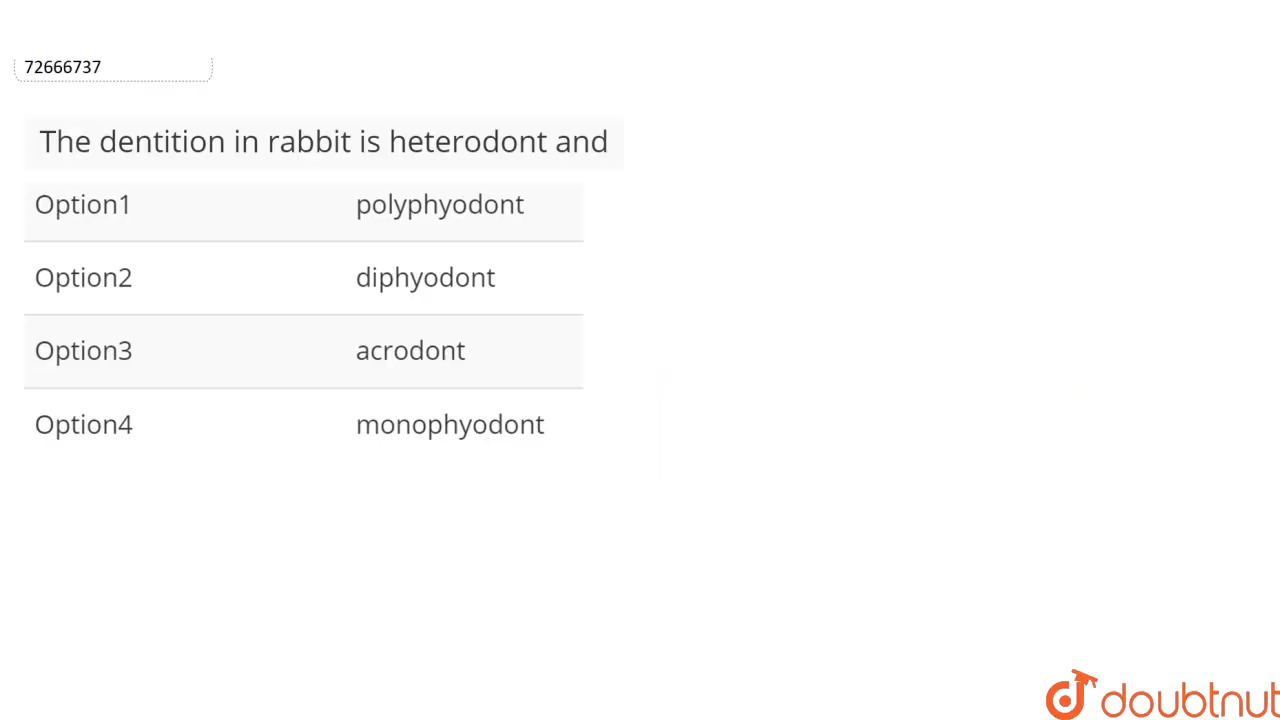 72666737
The dentition in rabbit is heterodont and
Option1 polyphyodont
Option2 diphyodont
Option3 acrodont
Option4 monophyodont
doubtnut